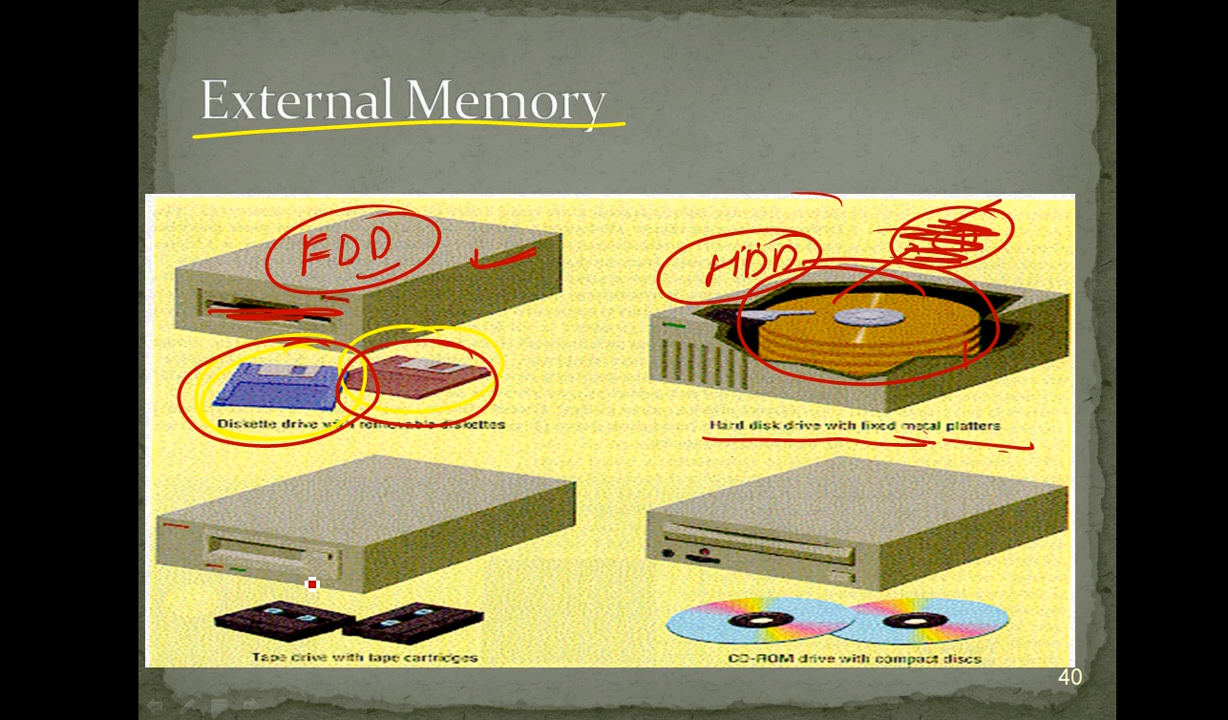 External Memory
FDD
HDD
Diskette drive with removable diskettes
Hard disk drive with fixed metal platters
Tape drive with tape cartridges
CD-ROM drive with compact discs
40